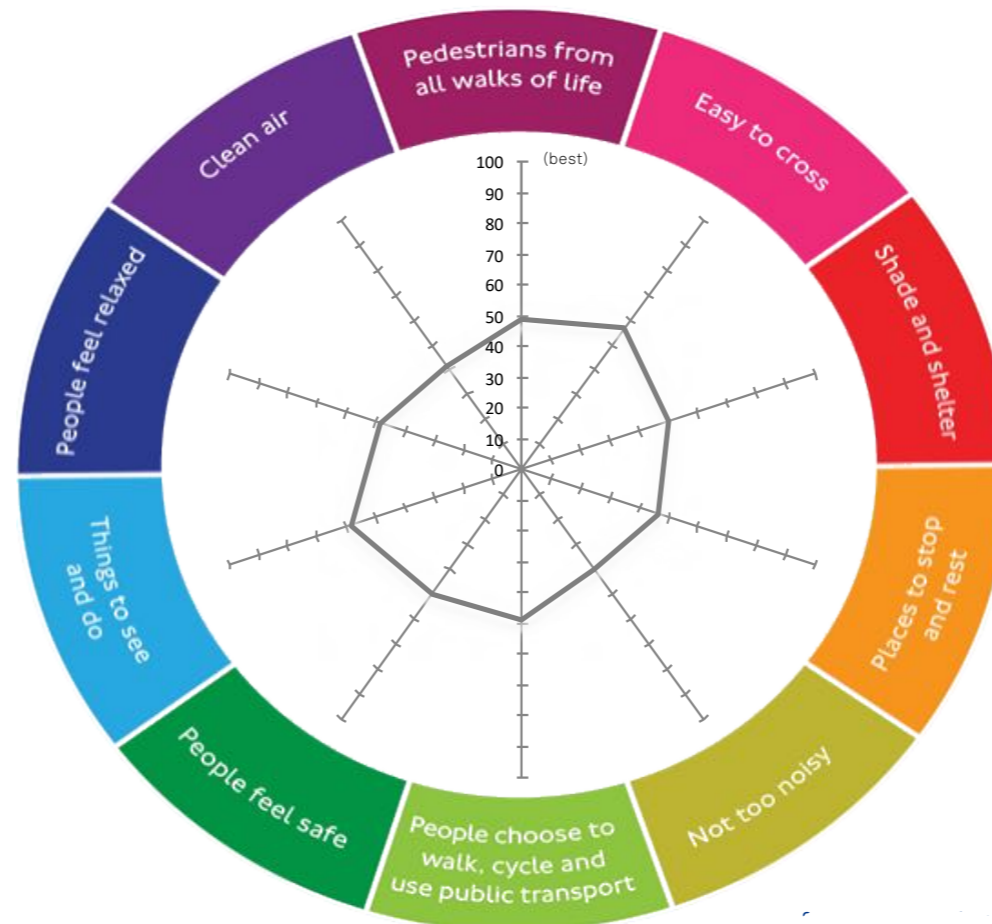 Pedestrians from
all walks of life
Easy to cross
Shade and shelter
Places to stop
and rest
Not too noisy
People choose to
walk, cycle and
use public transport
People feel safe
Things to see
and do
People feel relaxed
Clean air
100 (best)
90
80
70
60
50
40
30
20
10
0